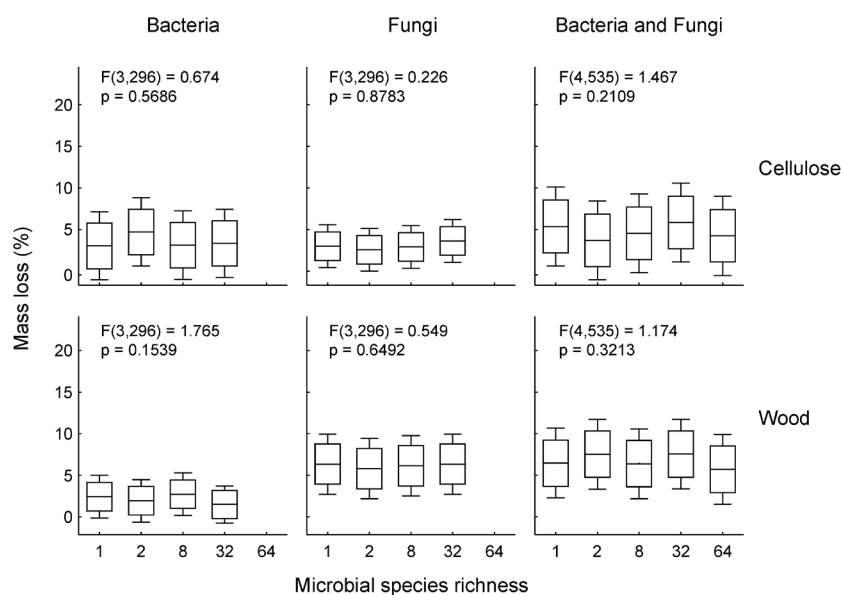 Bacteria Fungi Bacteria and Fungi
F(3,296) = 0.674 F(3,296) = 0.226 F(4,535) = 1.467
p = 0.5686 p = 0.8783 p = 0.2109
20
15
10
5
0
Cellulose
Mass loss (%)
F(3,296) = 1.765 F(3,296) = 0.549 F(4,535) = 1.174
p = 0.1539 p = 0.6492 p = 0.3213
20
15
10
5
0
Wood
1 2 8 32 64 1 2 8 32 64 1 2 8 32 64
Microbial species richness